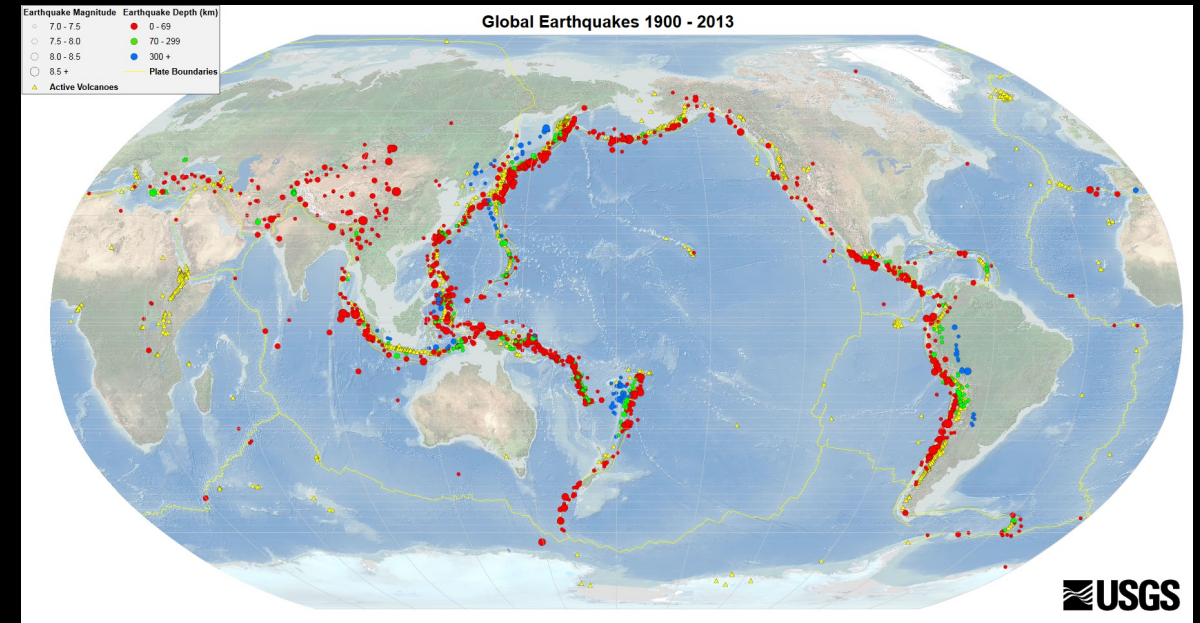 Global Earthquakes 1900 - 2013
Earthquake Magnitude Earthquake Depth (km)
7.0 - 7.5 0 - 69
7.5 - 8.0 70 - 299
8.0 - 8.5 300 +
8.5 + Plate Boundaries
Active Volcanoes
USGS